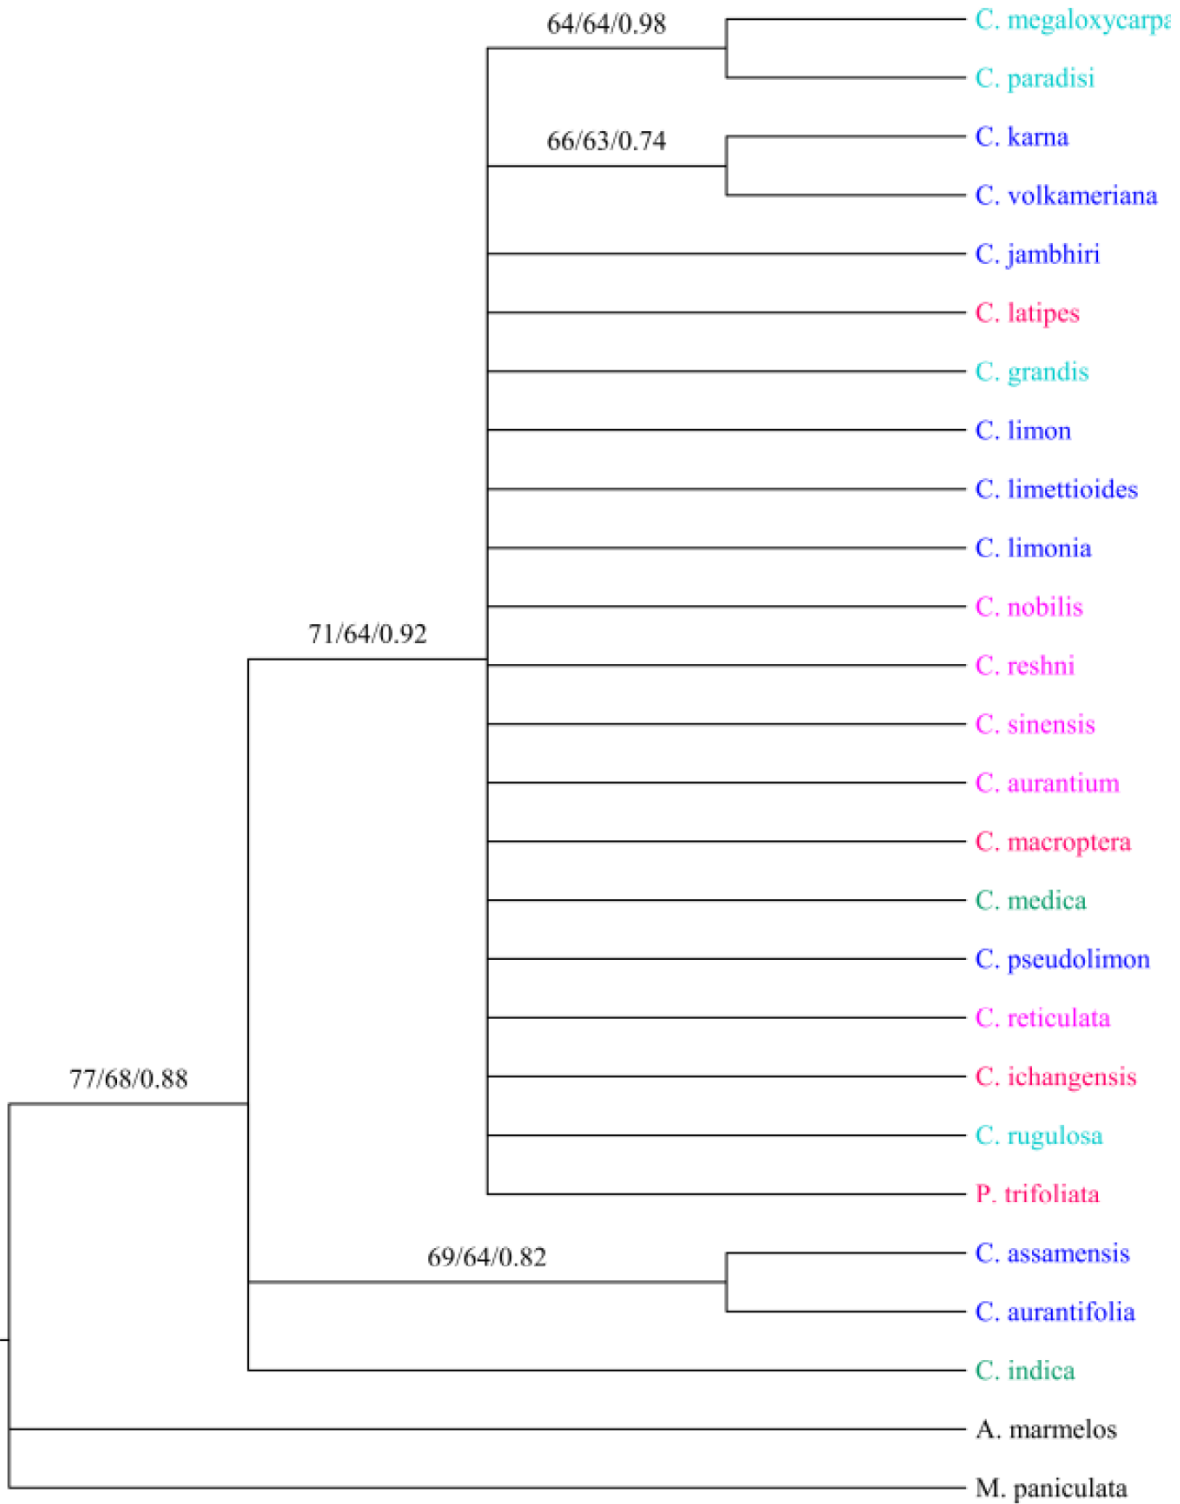 64/64/0.98
C. megaloxycarpa
C. paradisi
66/63/0.74
C. karna
C. volkameriana
C. jambhiri
C. latipes
C. grandis
C. limon
C. limettioides
C. limonia
C. nobilis
71/64/0.92
C. reshni
C. sinensis
C. aurantium
C. macroptera
C. medica
C. pseudolimon
C. reticulata
77/68/0.88
C. ichangensis
C. rugulosa
P. trifoliata
69/64/0.82
C. assamensis
C. aurantifolia
C. indica
A. marmelos
M. paniculata